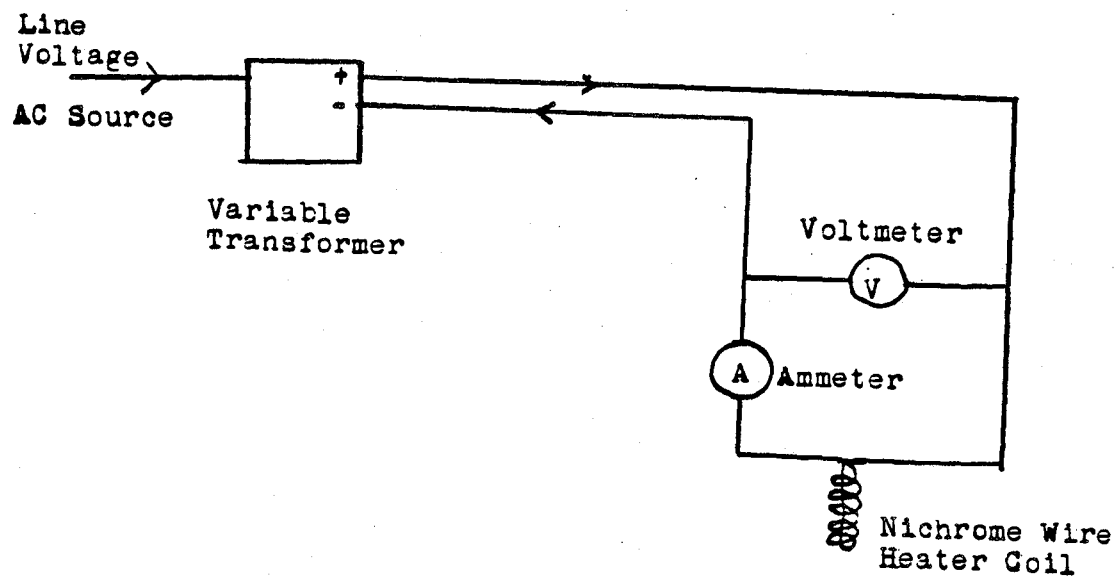 Line
Voltage
AC Source
+
-
Variable
Transformer
Voltmeter
V
A
Ammeter
Nichrome Wire
Heater Coil